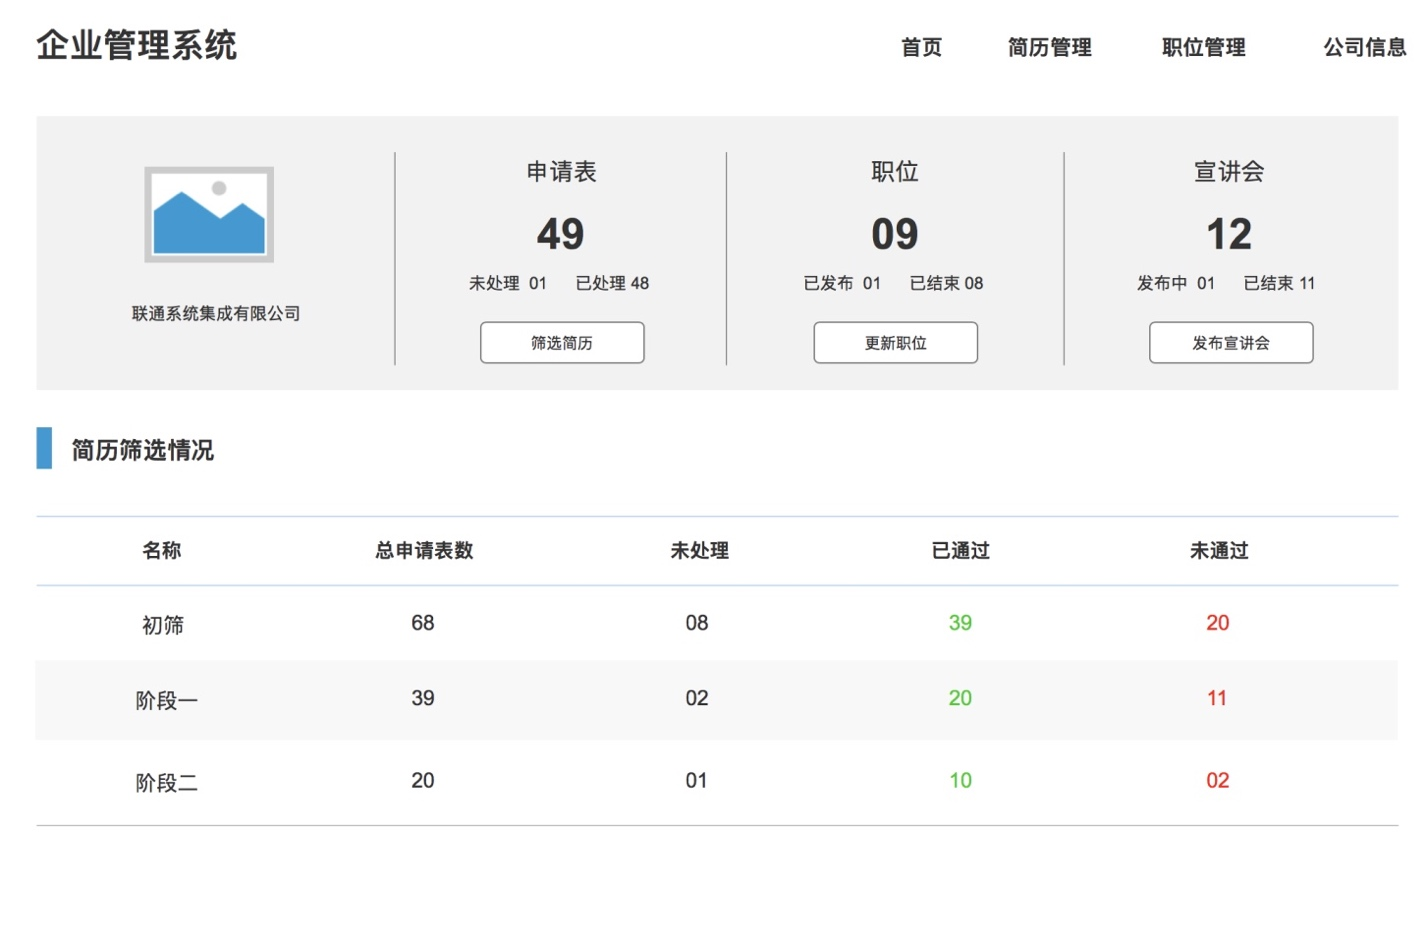 企业管理系统 首页 简历管理 职位管理 公司信息
联通系统集成有限公司
申请表
49
未处理 01 已处理 48
筛选简历
职位
09
已发布 01 已结束 08
更新职位
宣讲会
12
发布中 01 已结束 11
发布宣讲会
简历筛选情况
名称 总申请表数 未处理 已通过 未通过
初筛 68 08 39 20
阶段一 39 02 20 11
阶段二 20 01 10 02